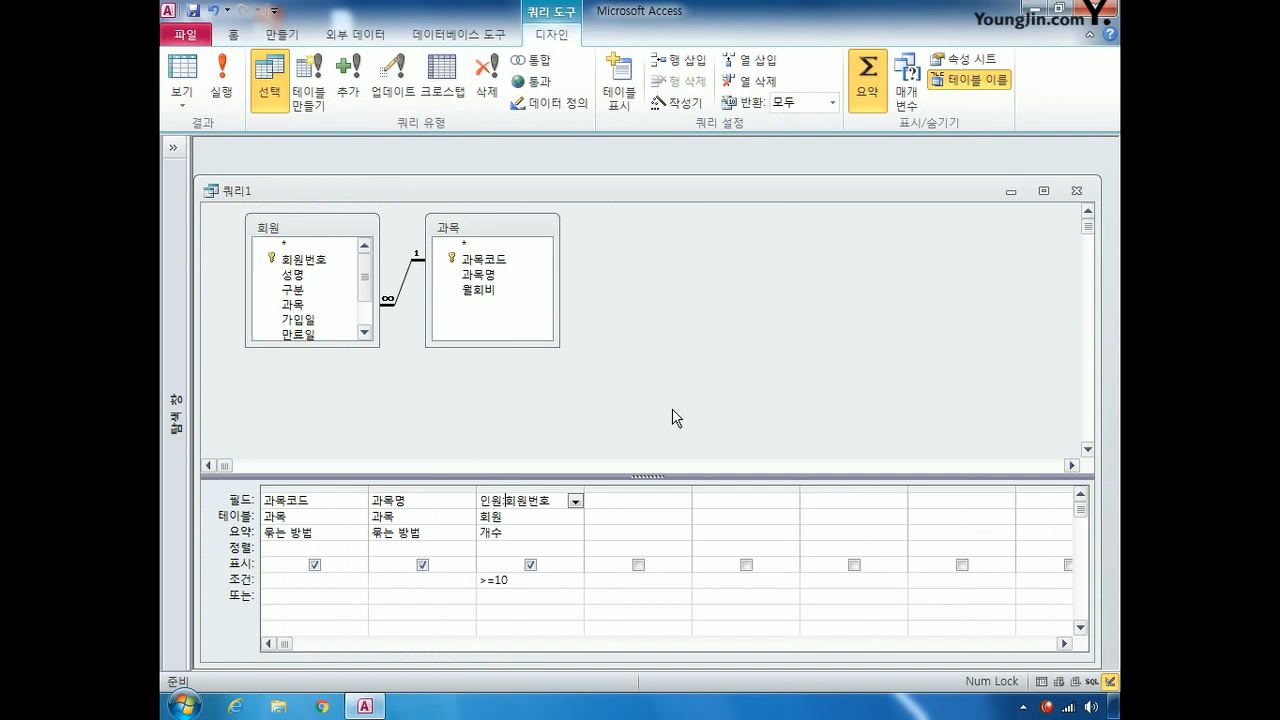 쿼리 도구
Microsoft Access
YoungJin.com Y.
파일
홈
만들기
외부 데이터
데이터베이스 도구
디자인
보기
실행
선택
테이블
만들기
추가
업데이트
크로스탭
삭제
통합
통과
데이터 정의
테이블
표시
행 삽입
행 삭제
작성기
열 삽입
열 삭제
반환: 모두
요약
매개
변수
속성 시트
테이블 이름
결과
쿼리 유형
쿼리 설정
표시/숨기기
»
탐색 창
쿼리1
회원
*
회원번호
성명
구분
과목
가입일
만료일
∞
1
과목
*
과목코드
과목명
월회비
필드: 과목코드 과목명 인원:회원번호
테이블: 과목 과목 회원
요약: 묶는 방법 묶는 방법 개수
정렬:
표시:
조건: >=10
또는:
준비
Num Lock
SQL